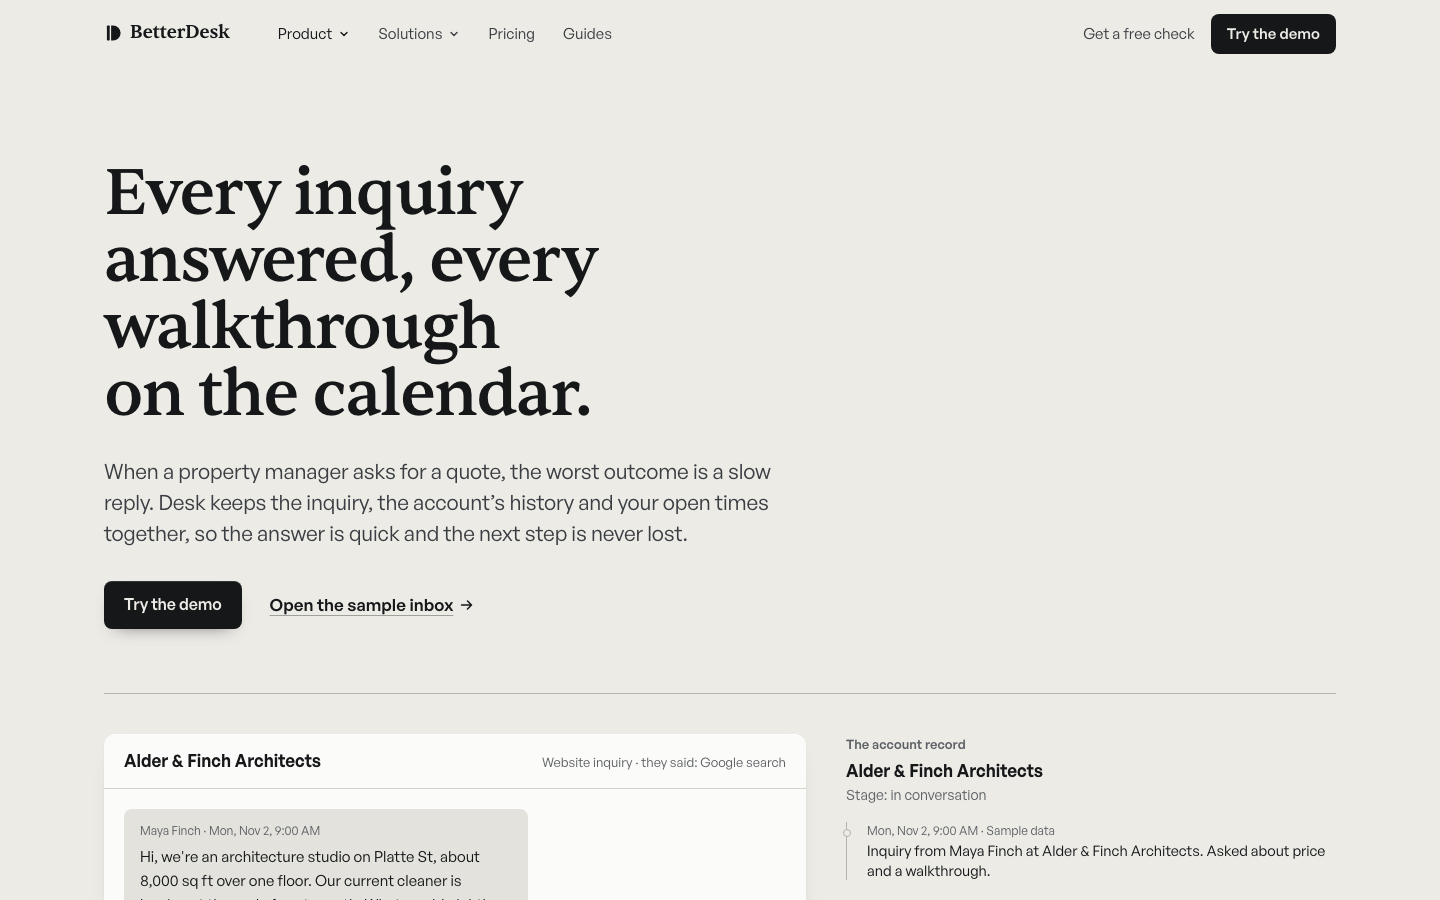 BetterDesk
Product
Solutions
Pricing
Guides
Get a free check
Try the demo
Every inquiry
answered, every
walkthrough
on the calendar.
When a property manager asks for a quote, the worst outcome is a slow
reply. Desk keeps the inquiry, the account’s history and your open times
together, so the answer is quick and the next step is never lost.
Try the demo
Open the sample inbox →
Alder & Finch Architects
Website inquiry · they said: Google search
Maya Finch · Mon, Nov 2, 9:00 AM
Hi, we're an architecture studio on Platte St, about
8,000 sq ft over one floor. Our current cleaner is
The account record
Alder & Finch Architects
Stage: in conversation
Mon, Nov 2, 9:00 AM · Sample data
Inquiry from Maya Finch at Alder & Finch Architects. Asked about price
and a walkthrough.